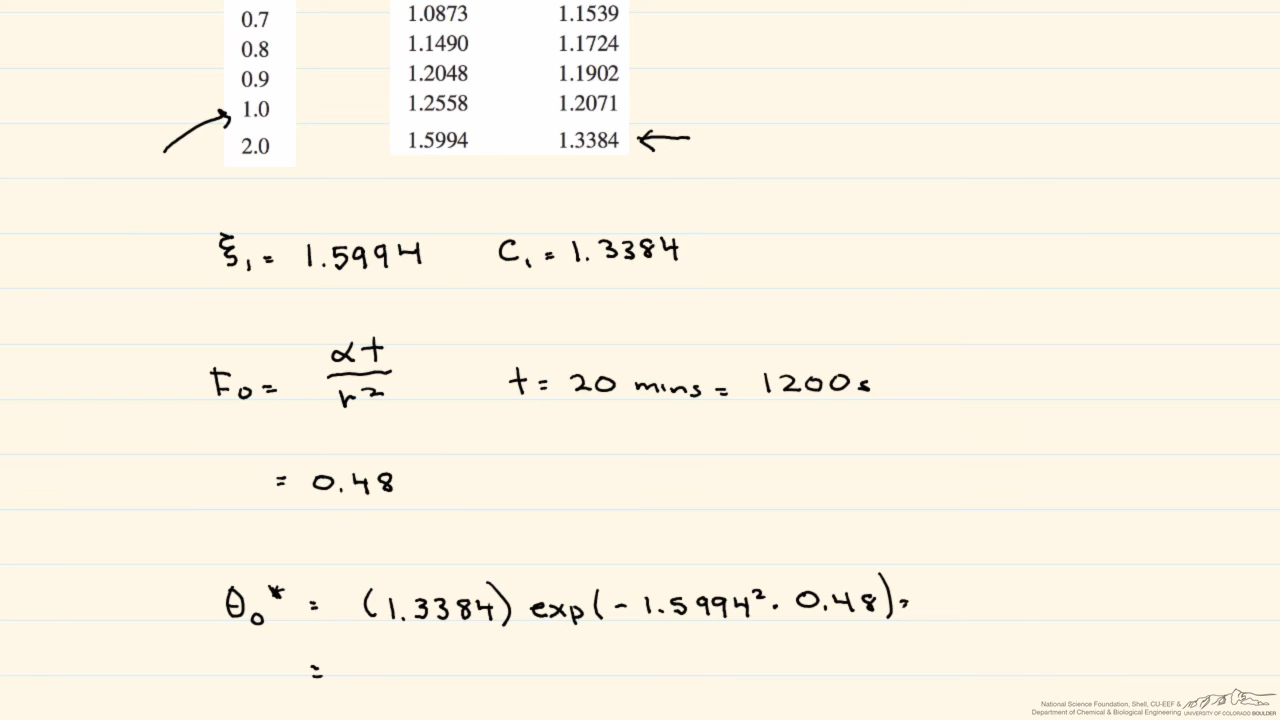 0.7 1.0873 1.1539
0.8 1.1490 1.1724
0.9 1.2048 1.1902
1.0 1.2558 1.2071
2.0 1.5994 1.3384
ξ₁ = 1.5994 C₁ = 1.3384
Fo = αt / r² t = 20 mins = 1200s
= 0.48
θ₀* = (1.3384) exp(-1.5994² · 0.48) =
=
National Science Foundation, Shell, CU-EEF &
Department of Chemical & Biological Engineering UNIVERSITY OF COLORADO BOULDER